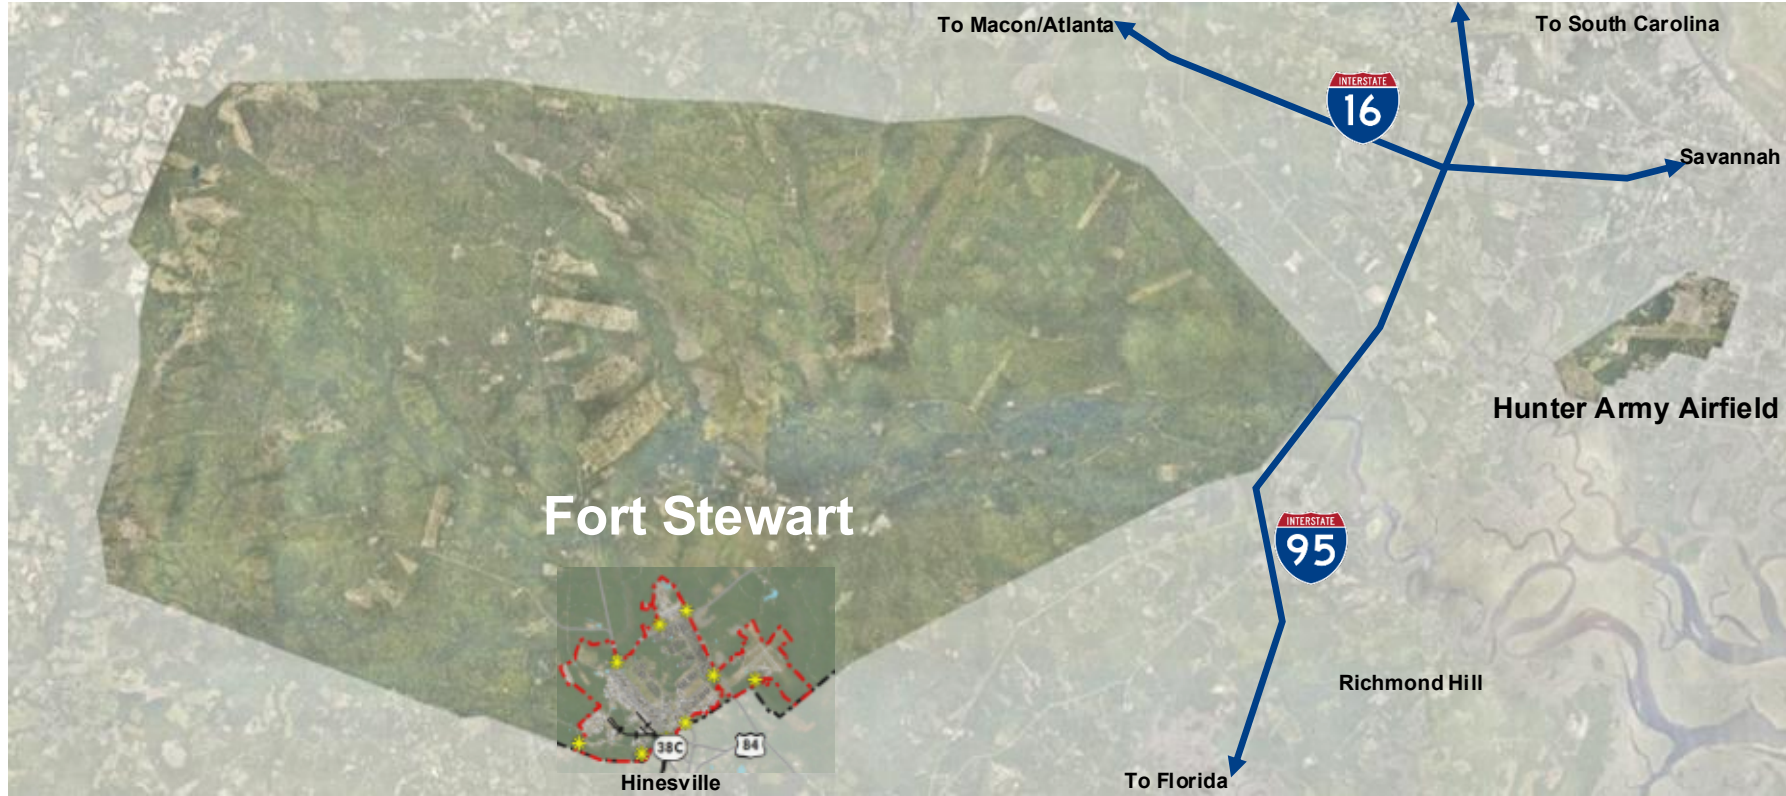 To Macon/Atlanta
To South Carolina
INTERSTATE
16
Savannah
Hunter Army Airfield
Fort Stewart
INTERSTATE
95
Richmond Hill
38C
84
Hinesville
To Florida